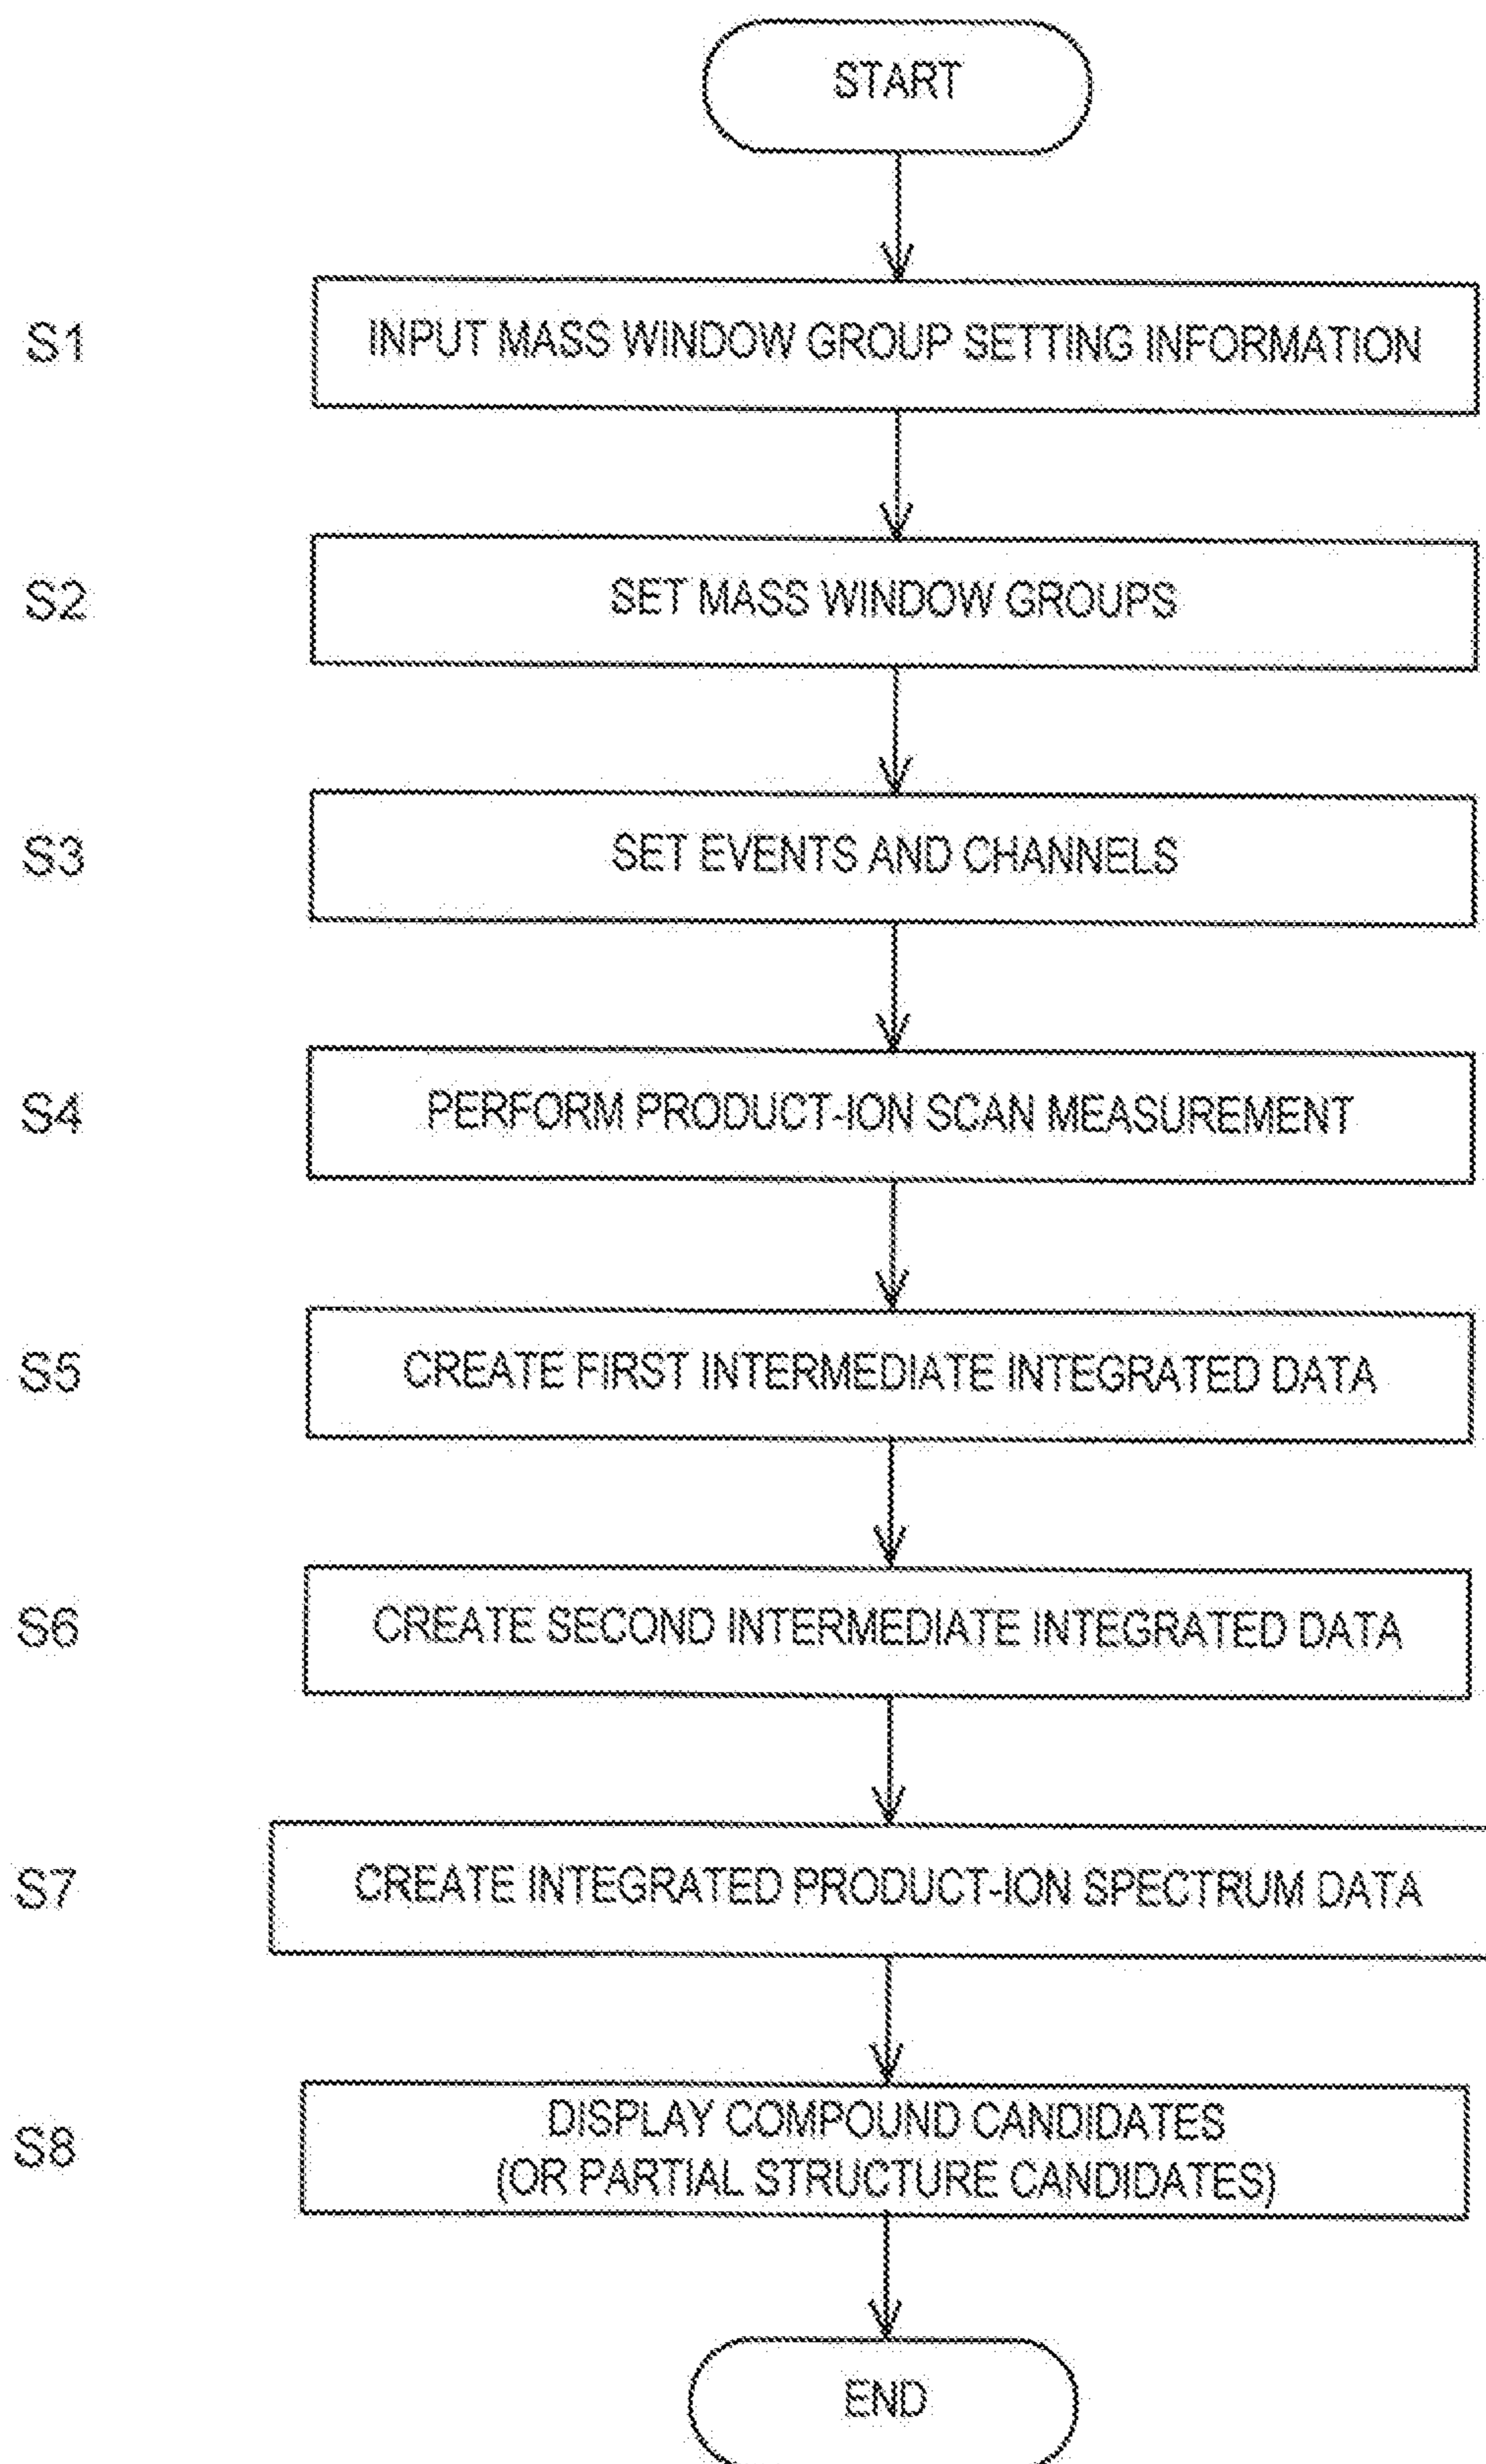 START
S1
INPUT MASS WINDOW GROUP SETTING INFORMATION
S2
SET MASS WINDOW GROUPS
S3
SET EVENTS AND CHANNELS
S4
PERFORM PRODUCT-ION SCAN MEASUREMENT
S5
CREATE FIRST INTERMEDIATE INTEGRATED DATA
S6
CREATE SECOND INTERMEDIATE INTEGRATED DATA
S7
CREATE INTEGRATED PRODUCT-ION SPECTRUM DATA
S8
DISPLAY COMPOUND CANDIDATES
(OR PARTIAL STRUCTURE CANDIDATES)
END